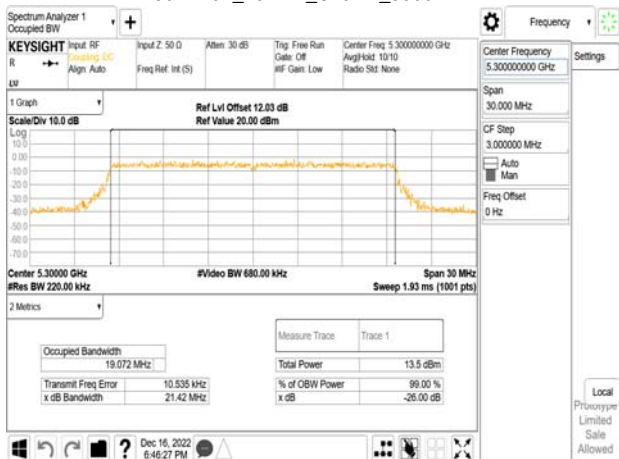 Spectrum Analyzer 1
Occupied BW
+
Frequency
KEYSIGHT
R
Input: RF
Coupling: DC
Align: Auto
Input Z: 50 Ω
Freq Ref: Int (S)
Atten: 30 dB
Trig: Free Run
Gate: Off
#IF Gain: Low
Center Freq: 5.300000000 GHz
Avg|Hold: 10/10
Radio Std: None
LXI
1 Graph
Scale/Div 10.0 dB
Ref Lvl Offset 12.03 dB
Ref Value 20.00 dBm
Log
10.0
0.00
-10.0
-20.0
-30.0
-40.0
-50.0
-60.0
-70.0
Center 5.30000 GHz
#Res BW 220.00 kHz
#Video BW 680.00 kHz
Span 30 MHz
Sweep 1.93 ms (1001 pts)
2 Metrics
Measure Trace Trace 1
Occupied Bandwidth
19.072 MHz
Total Power 13.5 dBm
Transmit Freq Error 10.535 kHz
% of OBW Power 99.00 %
x dB Bandwidth 21.42 MHz
x dB -26.00 dB
Center Frequency
5.300000000 GHz
Settings
Span
30.000 MHz
CF Step
3.000000 MHz
Auto
Man
Freq Offset
0 Hz
Local
Prototype
Limited
Sale
Allowed
?
Dec 16, 2022
6:46:27 PM